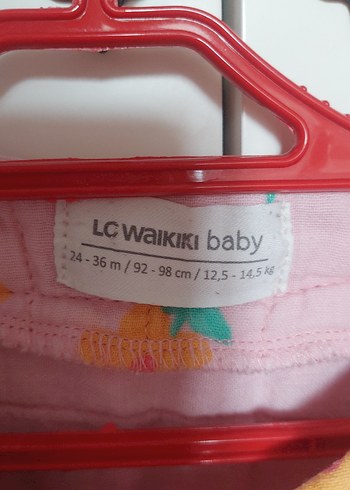 LC WAIKIKI baby
24 - 36 m / 92 - 98 cm / 12,5 - 14,5 kg